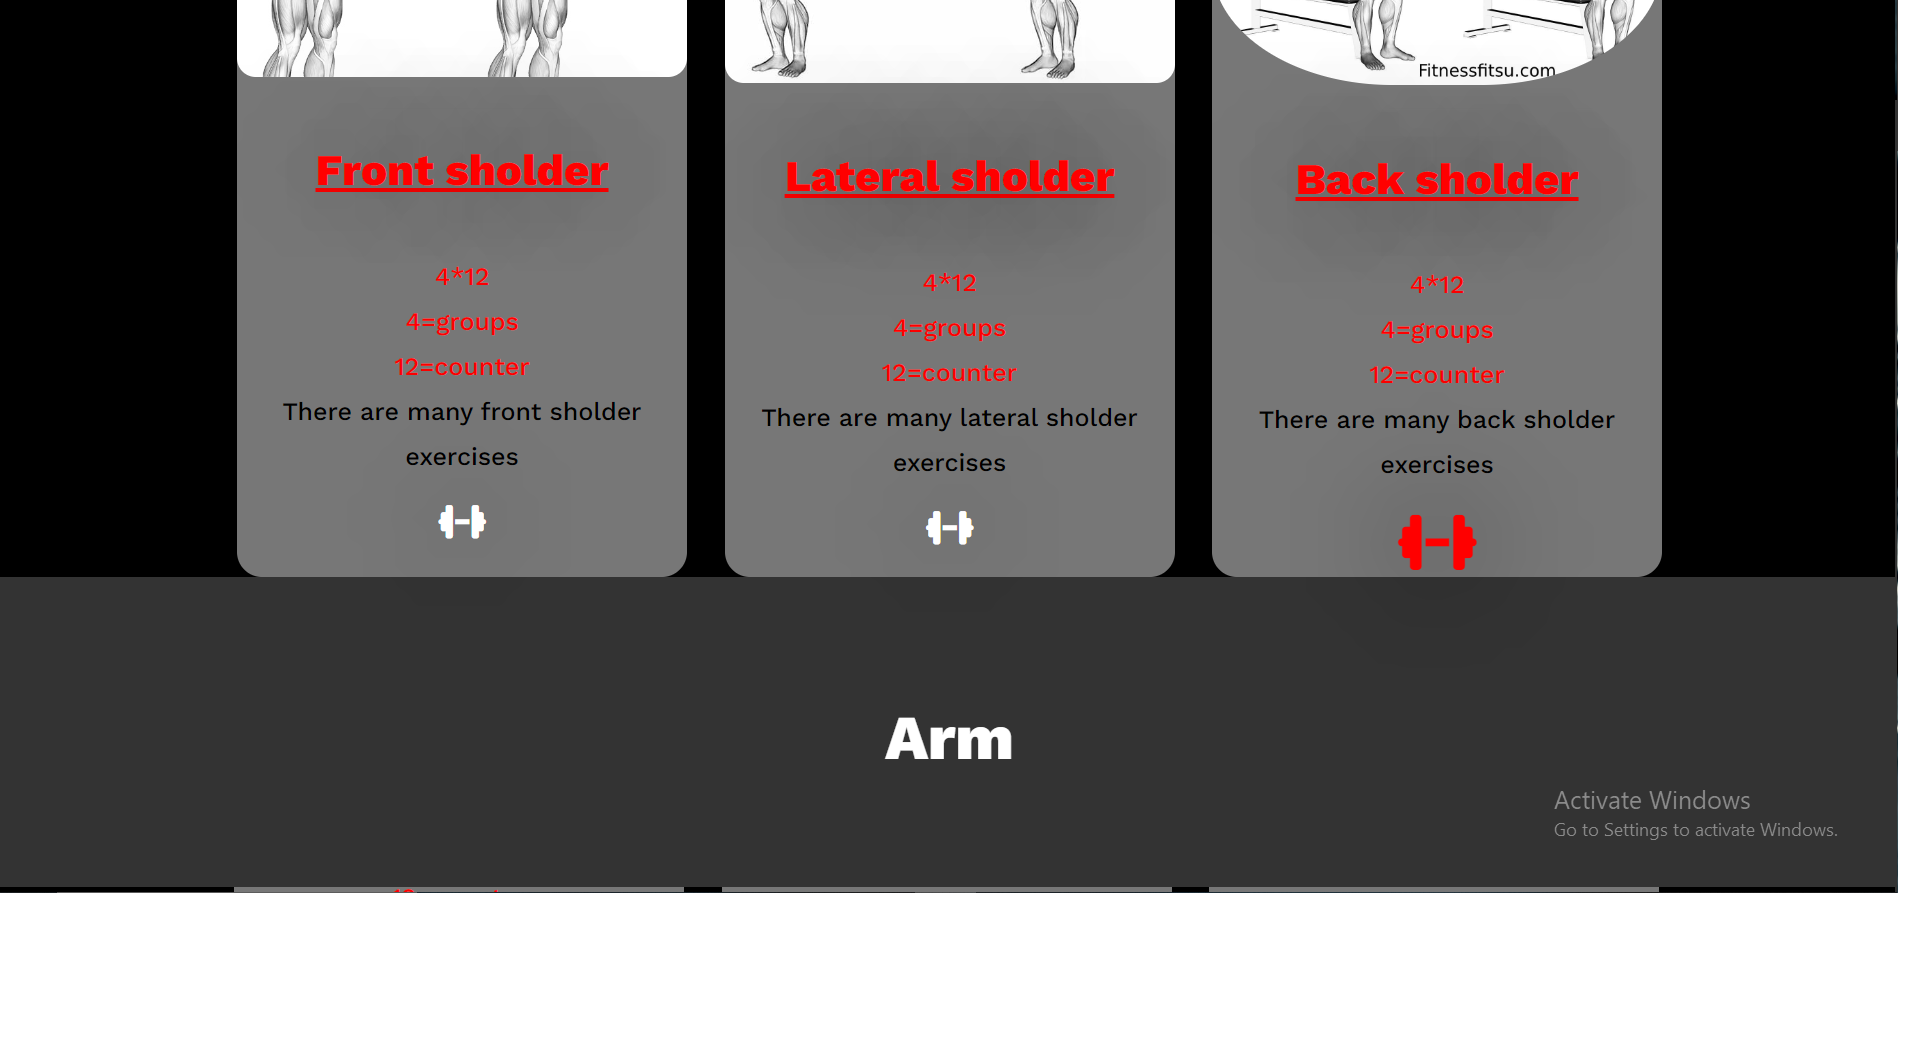 Fitnessfitsu.com
Front sholder
4*12
4=groups
12=counter
There are many front sholder
exercises
Lateral sholder
4*12
4=groups
12=counter
There are many lateral sholder
exercises
Back sholder
4*12
4=groups
12=counter
There are many back sholder
exercises
Arm
Activate Windows
Go to Settings to activate Windows.